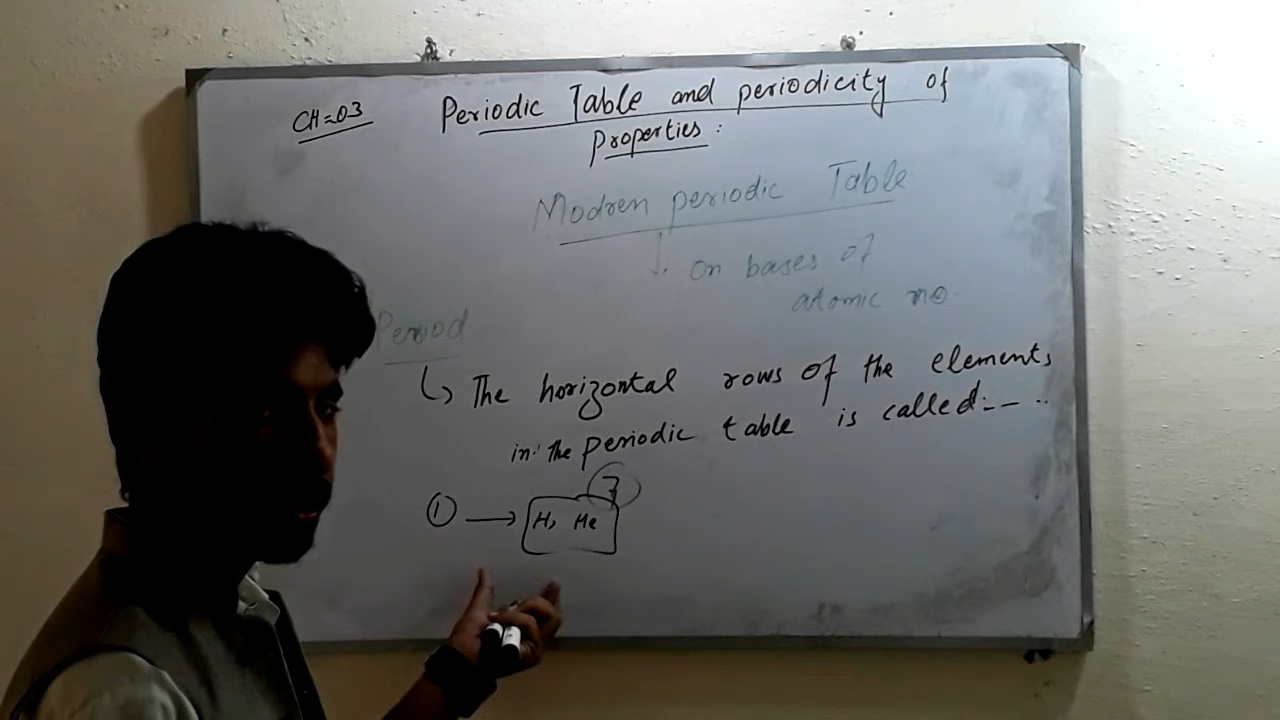 CH=03
Periodic Table and periodicity of
Properties:
Modren periodic Table
on bases of
atomic no.
Period
The horizontal rows of the elements
in the periodic table is called:-- ..
7
① → H, He